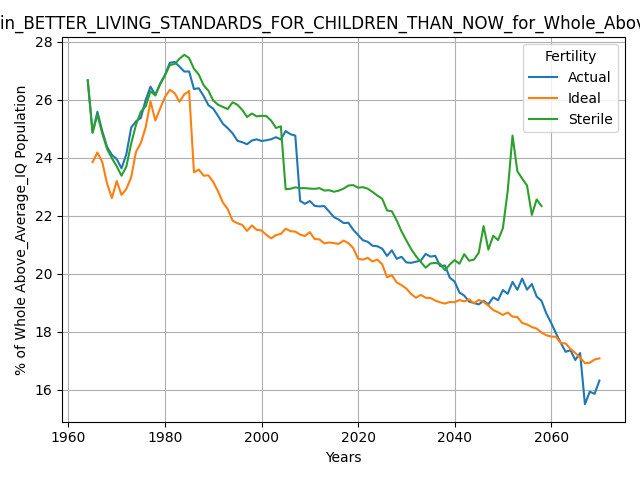 in_BETTER_LIVING_STANDARDS_FOR_CHILDREN_THAN_NOW_for_Whole_Above
Fertility
Actual
Ideal
Sterile
% of Whole Above_Average_IQ Population
28
26
24
22
20
18
16
1960
1980
2000
2020
2040
2060
Years